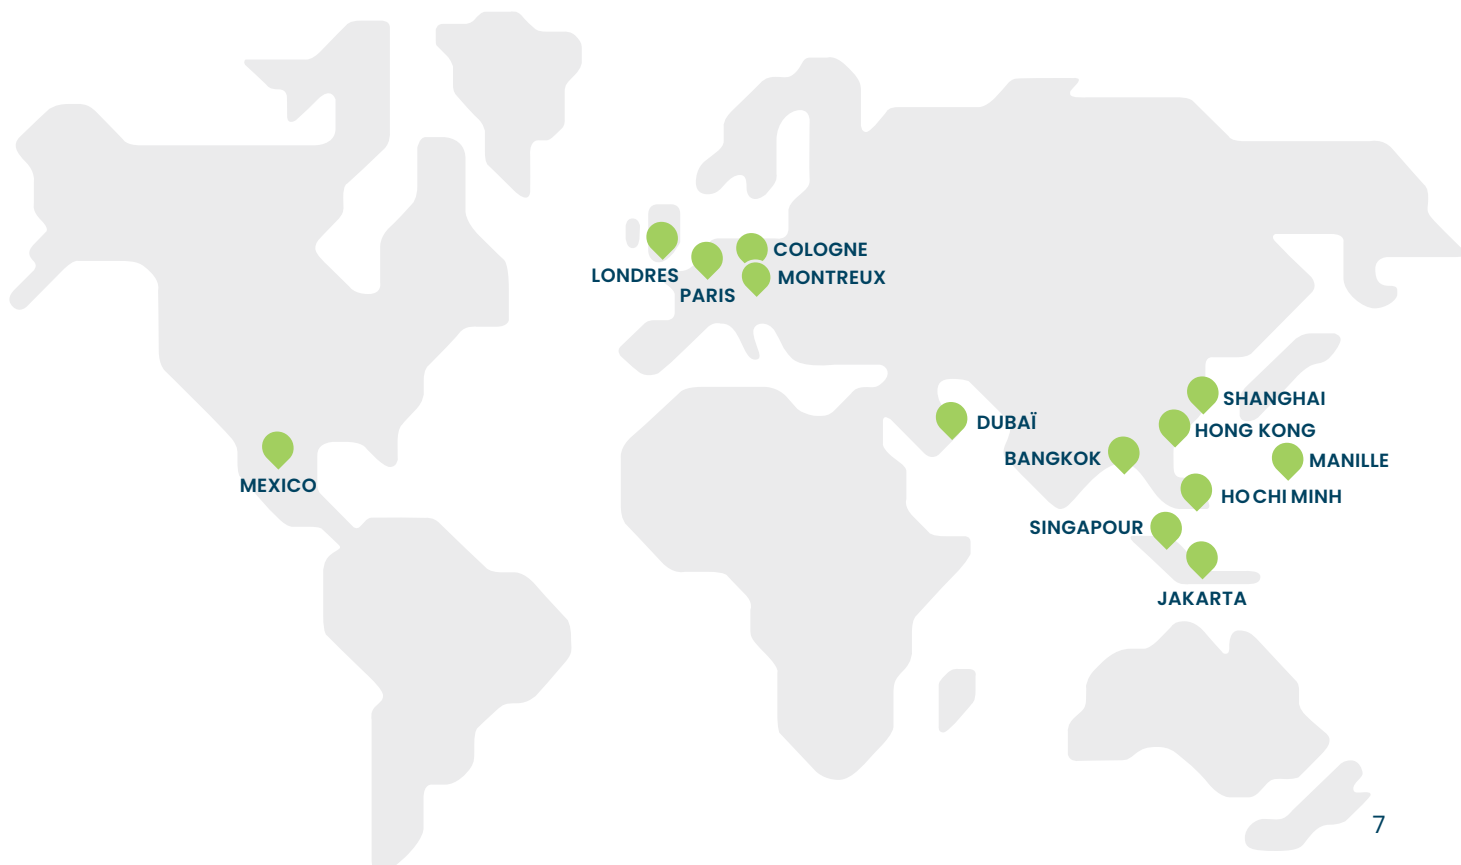 COLOGNE
LONDRES
MONTREUX
PARIS
SHANGHAI
DUBAÏ
HONG KONG
BANGKOK
MANILLE
MEXICO
HO CHI MINH
SINGAPOUR
JAKARTA
7